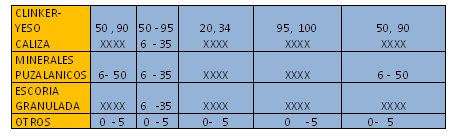 CLINKER-
YESO 50 ,90 50 -95 20, 34 95, 100 50, 90
CALIZA XXXX 6 -35 XXXX XXXX XXXX
MINERALES
PUZALANICOS 6- 50 6 -35 XXXX XXXX 6 - 50
ESCORIA
GRANULADA XXXX 6 -35 XXXX XXXX XXXX
OTROS 0 -5 0 -5 0- 5 0 -5 0- 5